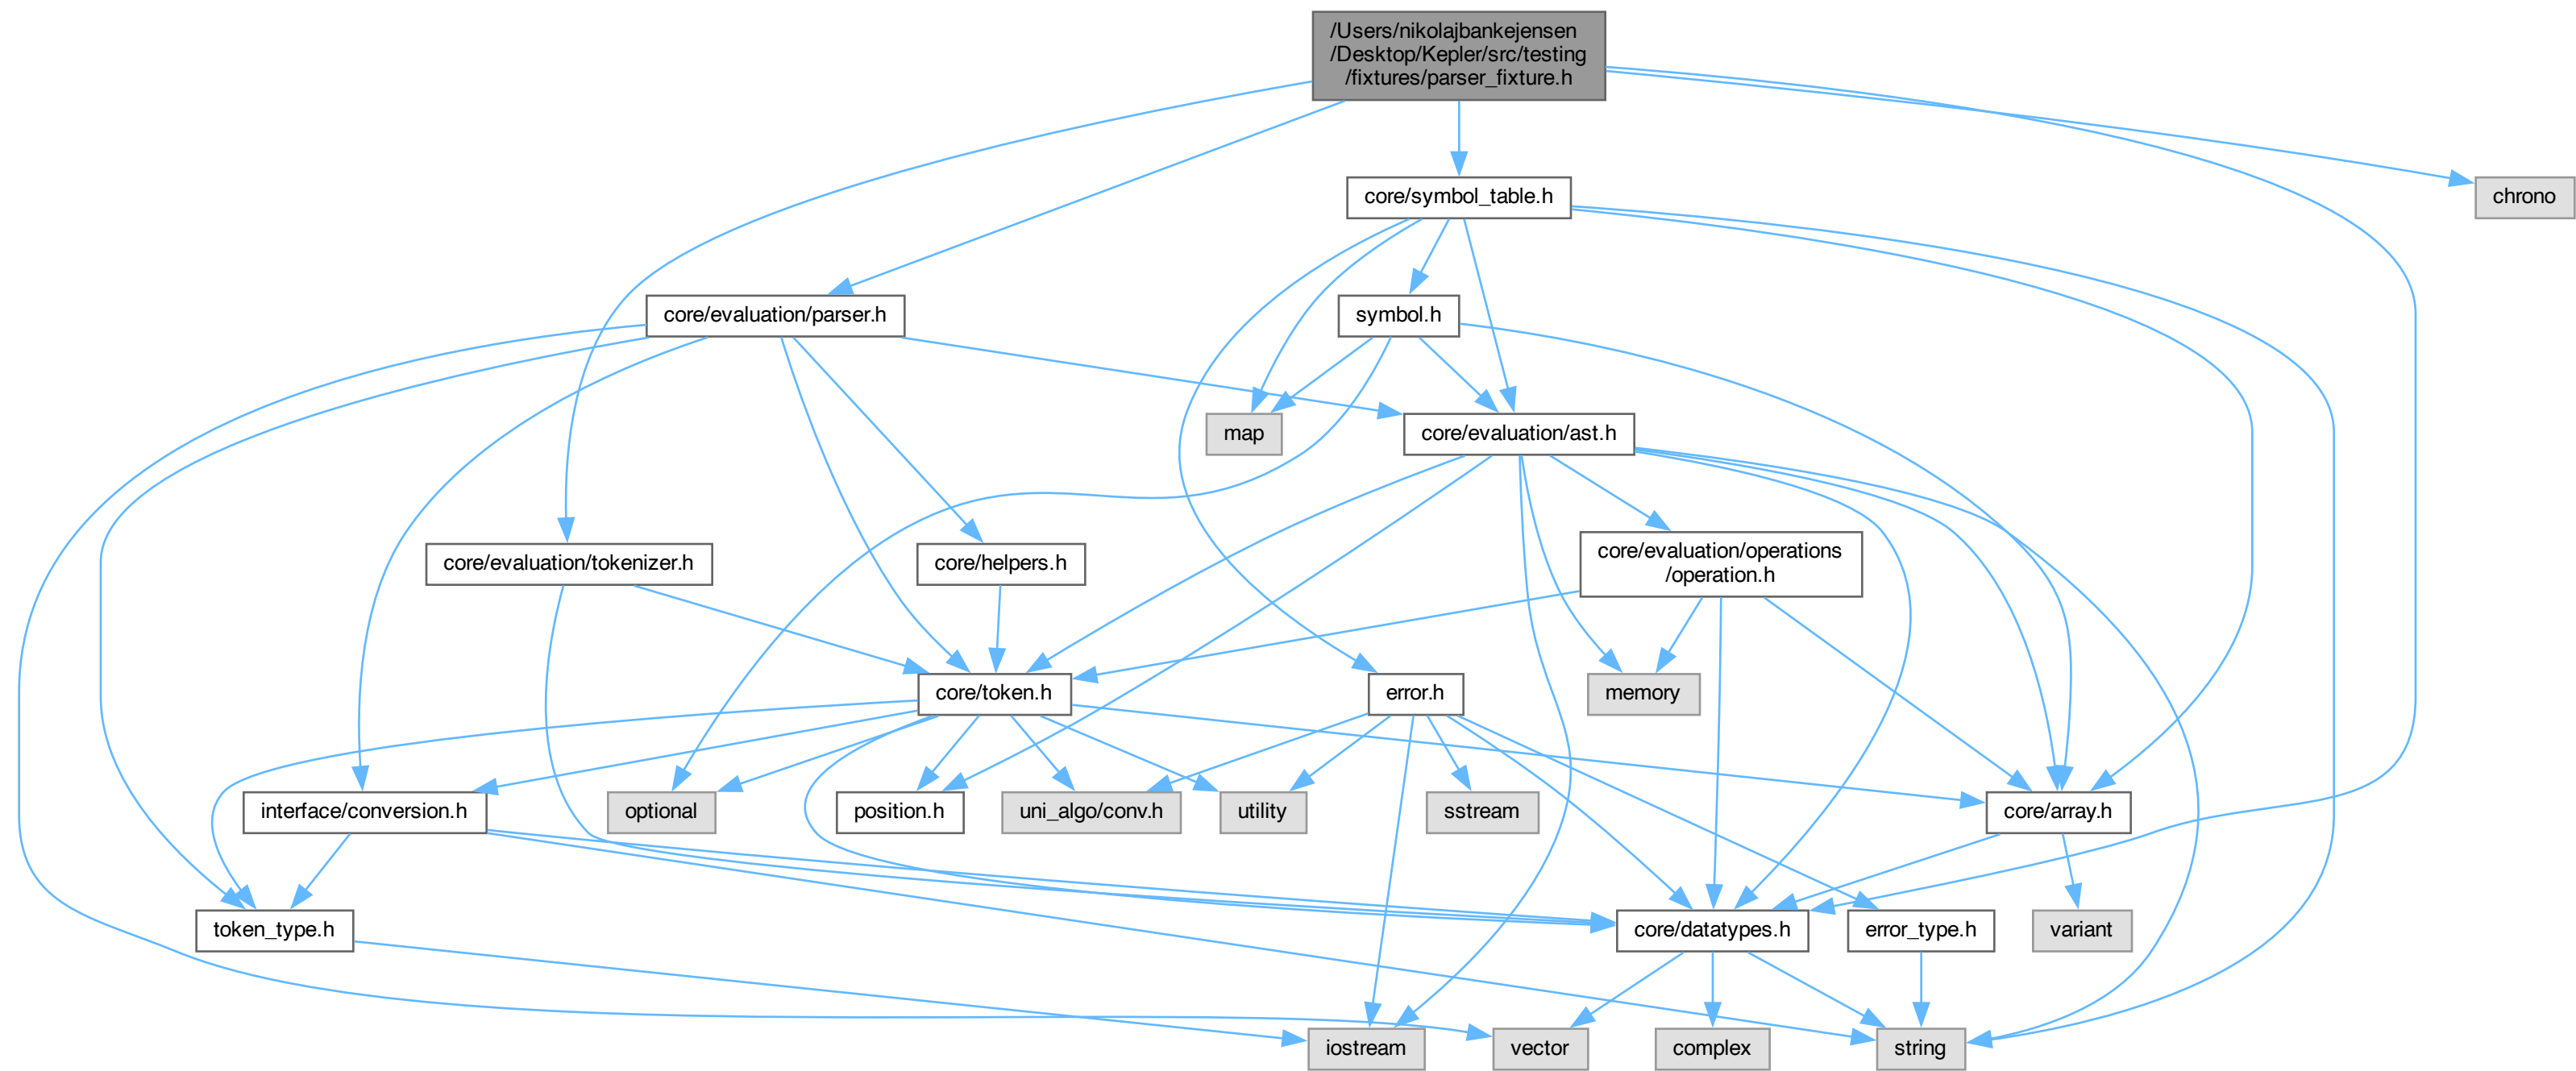 /Users/nikolajbankejensen
/Desktop/Kepler/src/testing
/fixtures/parser_fixture.h
core/symbol_table.h
chrono
core/evaluation/parser.h
symbol.h
map
core/evaluation/ast.h
core/evaluation/tokenizer.h
core/helpers.h
core/evaluation/operations
/operation.h
core/token.h
error.h
memory
interface/conversion.h
optional
position.h
uni_algo/conv.h
utility
sstream
core/array.h
token_type.h
core/datatypes.h
error_type.h
variant
iostream
vector
complex
string